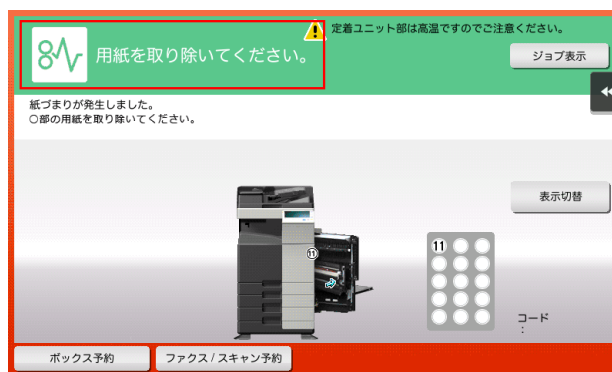 定着ユニット部は高温ですのでご注意ください。
用紙を取り除いてください。
ジョブ表示
紙づまりが発生しました。
○部の用紙を取り除いてください。
表示切替
⑪
⑪
コード
:
ボックス予約
ファクス / スキャン予約